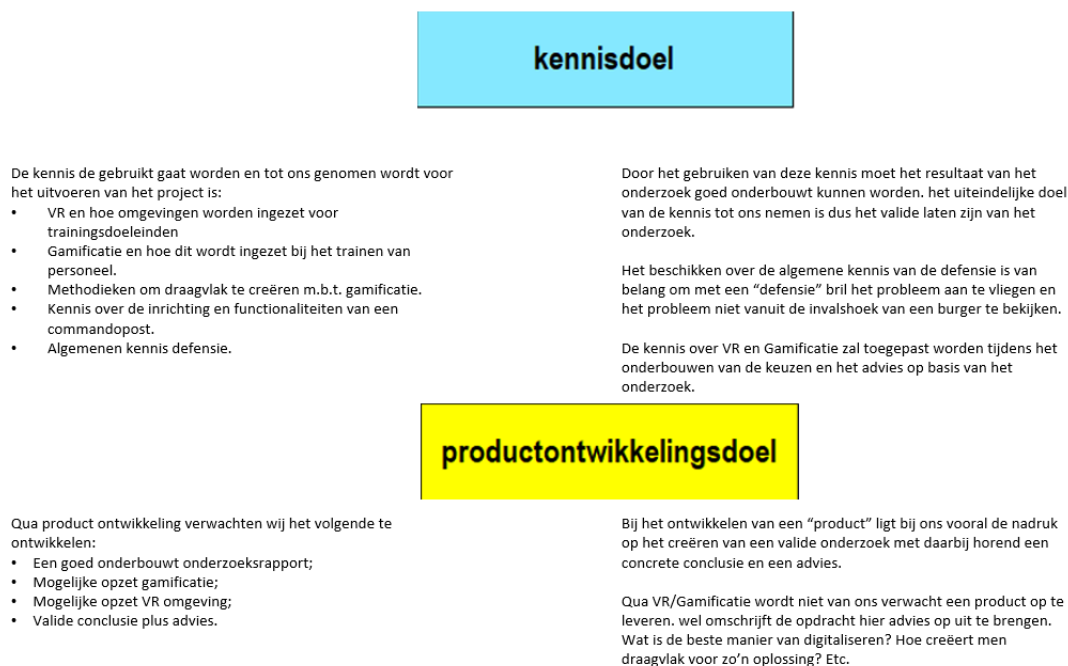 kennisdoel
De kennis de gebruikt gaat worden en tot ons genomen wordt voor
het uitvoeren van het project is:
• VR en hoe omgevingen worden ingezet voor
trainingsdoeleinden
• Gamificatie en hoe dit wordt ingezet bij het trainen van
personeel.
• Methodieken om draagvlak te creëren m.b.t. gamificatie.
• Kennis over de inrichting en functionaliteiten van een
commandopost.
• Algemenen kennis defensie.
Door het gebruiken van deze kennis moet het resultaat van het
onderzoek goed onderbouwt kunnen worden. het uiteindelijke doel
van de kennis tot ons nemen is dus het valide laten zijn van het
onderzoek.
Het beschikken over de algemene kennis van de defensie is van
belang om met een “defensie” bril het probleem aan te vliegen en
het probleem niet vanuit de invalshoek van een burger te bekijken.
De kennis over VR en Gamificatie zal toegepast worden tijdens het
onderbouwen van de keuzen en het advies op basis van het
onderzoek.
productontwikkelingsdoel
Qua product ontwikkeling verwachten wij het volgende te
ontwikkelen:
• Een goed onderbouwt onderzoeksrapport;
• Mogelijke opzet gamificatie;
• Mogelijke opzet VR omgeving;
• Valide conclusie plus advies.
Bij het ontwikkelen van een “product” ligt bij ons vooral de nadruk
op het creëren van een valide onderzoek met daarbij horend een
concrete conclusie en een advies.
Qua VR/Gamificatie wordt niet van ons verwacht een product op te
leveren. wel omschrijft de opdracht hier advies op uit te brengen.
Wat is de beste manier van digitaliseren? Hoe creëert men
draagvlak voor zo’n oplossing? Etc.